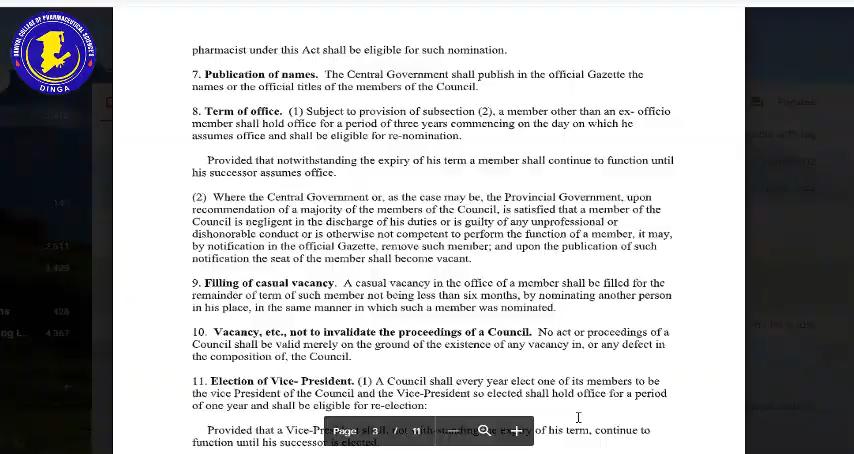 pharmacist under this Act shall be eligible for such nomination.
7. Publication of names. The Central Government shall publish in the official Gazette the
names or the official titles of the members of the Council.
8. Term of office. (1) Subject to provision of subsection (2), a member other than an ex- officio
member shall hold office for a period of three years commencing on the day on which he
assumes office and shall be eligible for re-nomination.
Provided that notwithstanding the expiry of his term a member shall continue to function until
his successor assumes office.
(2) Where the Central Government or, as the case may be, the Provincial Government, upon
recommendation of a majority of the members of the Council, is satisfied that a member of the
Council is negligent in the discharge of his duties or is guilty of any unprofessional or
dishonorable conduct or is otherwise not competent to perform the function of a member, it may,
by notification in the official Gazette, remove such member; and upon the publication of such
notification the seat of the member shall become vacant.
9. Filling of casual vacancy. A casual vacancy in the office of a member shall be filled for the
remainder of term of such member not being less than six months, by nominating another person
in his place, in the same manner in which such a member was nominated.
10. Vacancy, etc., not to invalidate the proceedings of a Council. No act or proceedings of a
Council shall be valid merely on the ground of the existence of any vacancy in, or any defect in
the composition of, the Council.
11. Election of Vice- President. (1) A Council shall every year elect one of its members to be
the vice President of the Council and the Vice-President so elected shall hold office for a period
of one year and shall be eligible for re-election:
Provided that a Vice-President shall, not with-standing the expiry of his term, continue to
function until his successor is elected.
Page 3 / 11
DINGA
2,511
3,429
428
4,367